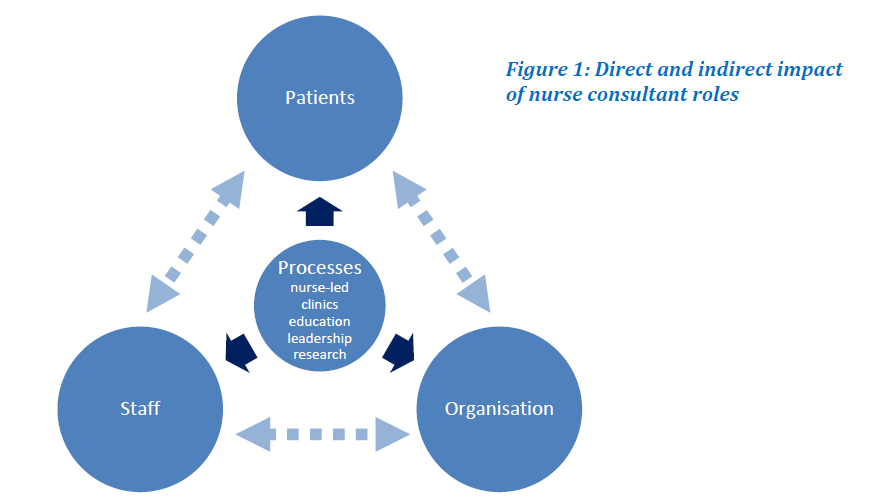 Figure 1: Direct and indirect impact
of nurse consultant roles
Patients
Processes
nurse-led
clinics
education
leadership
research
Staff
Organisation